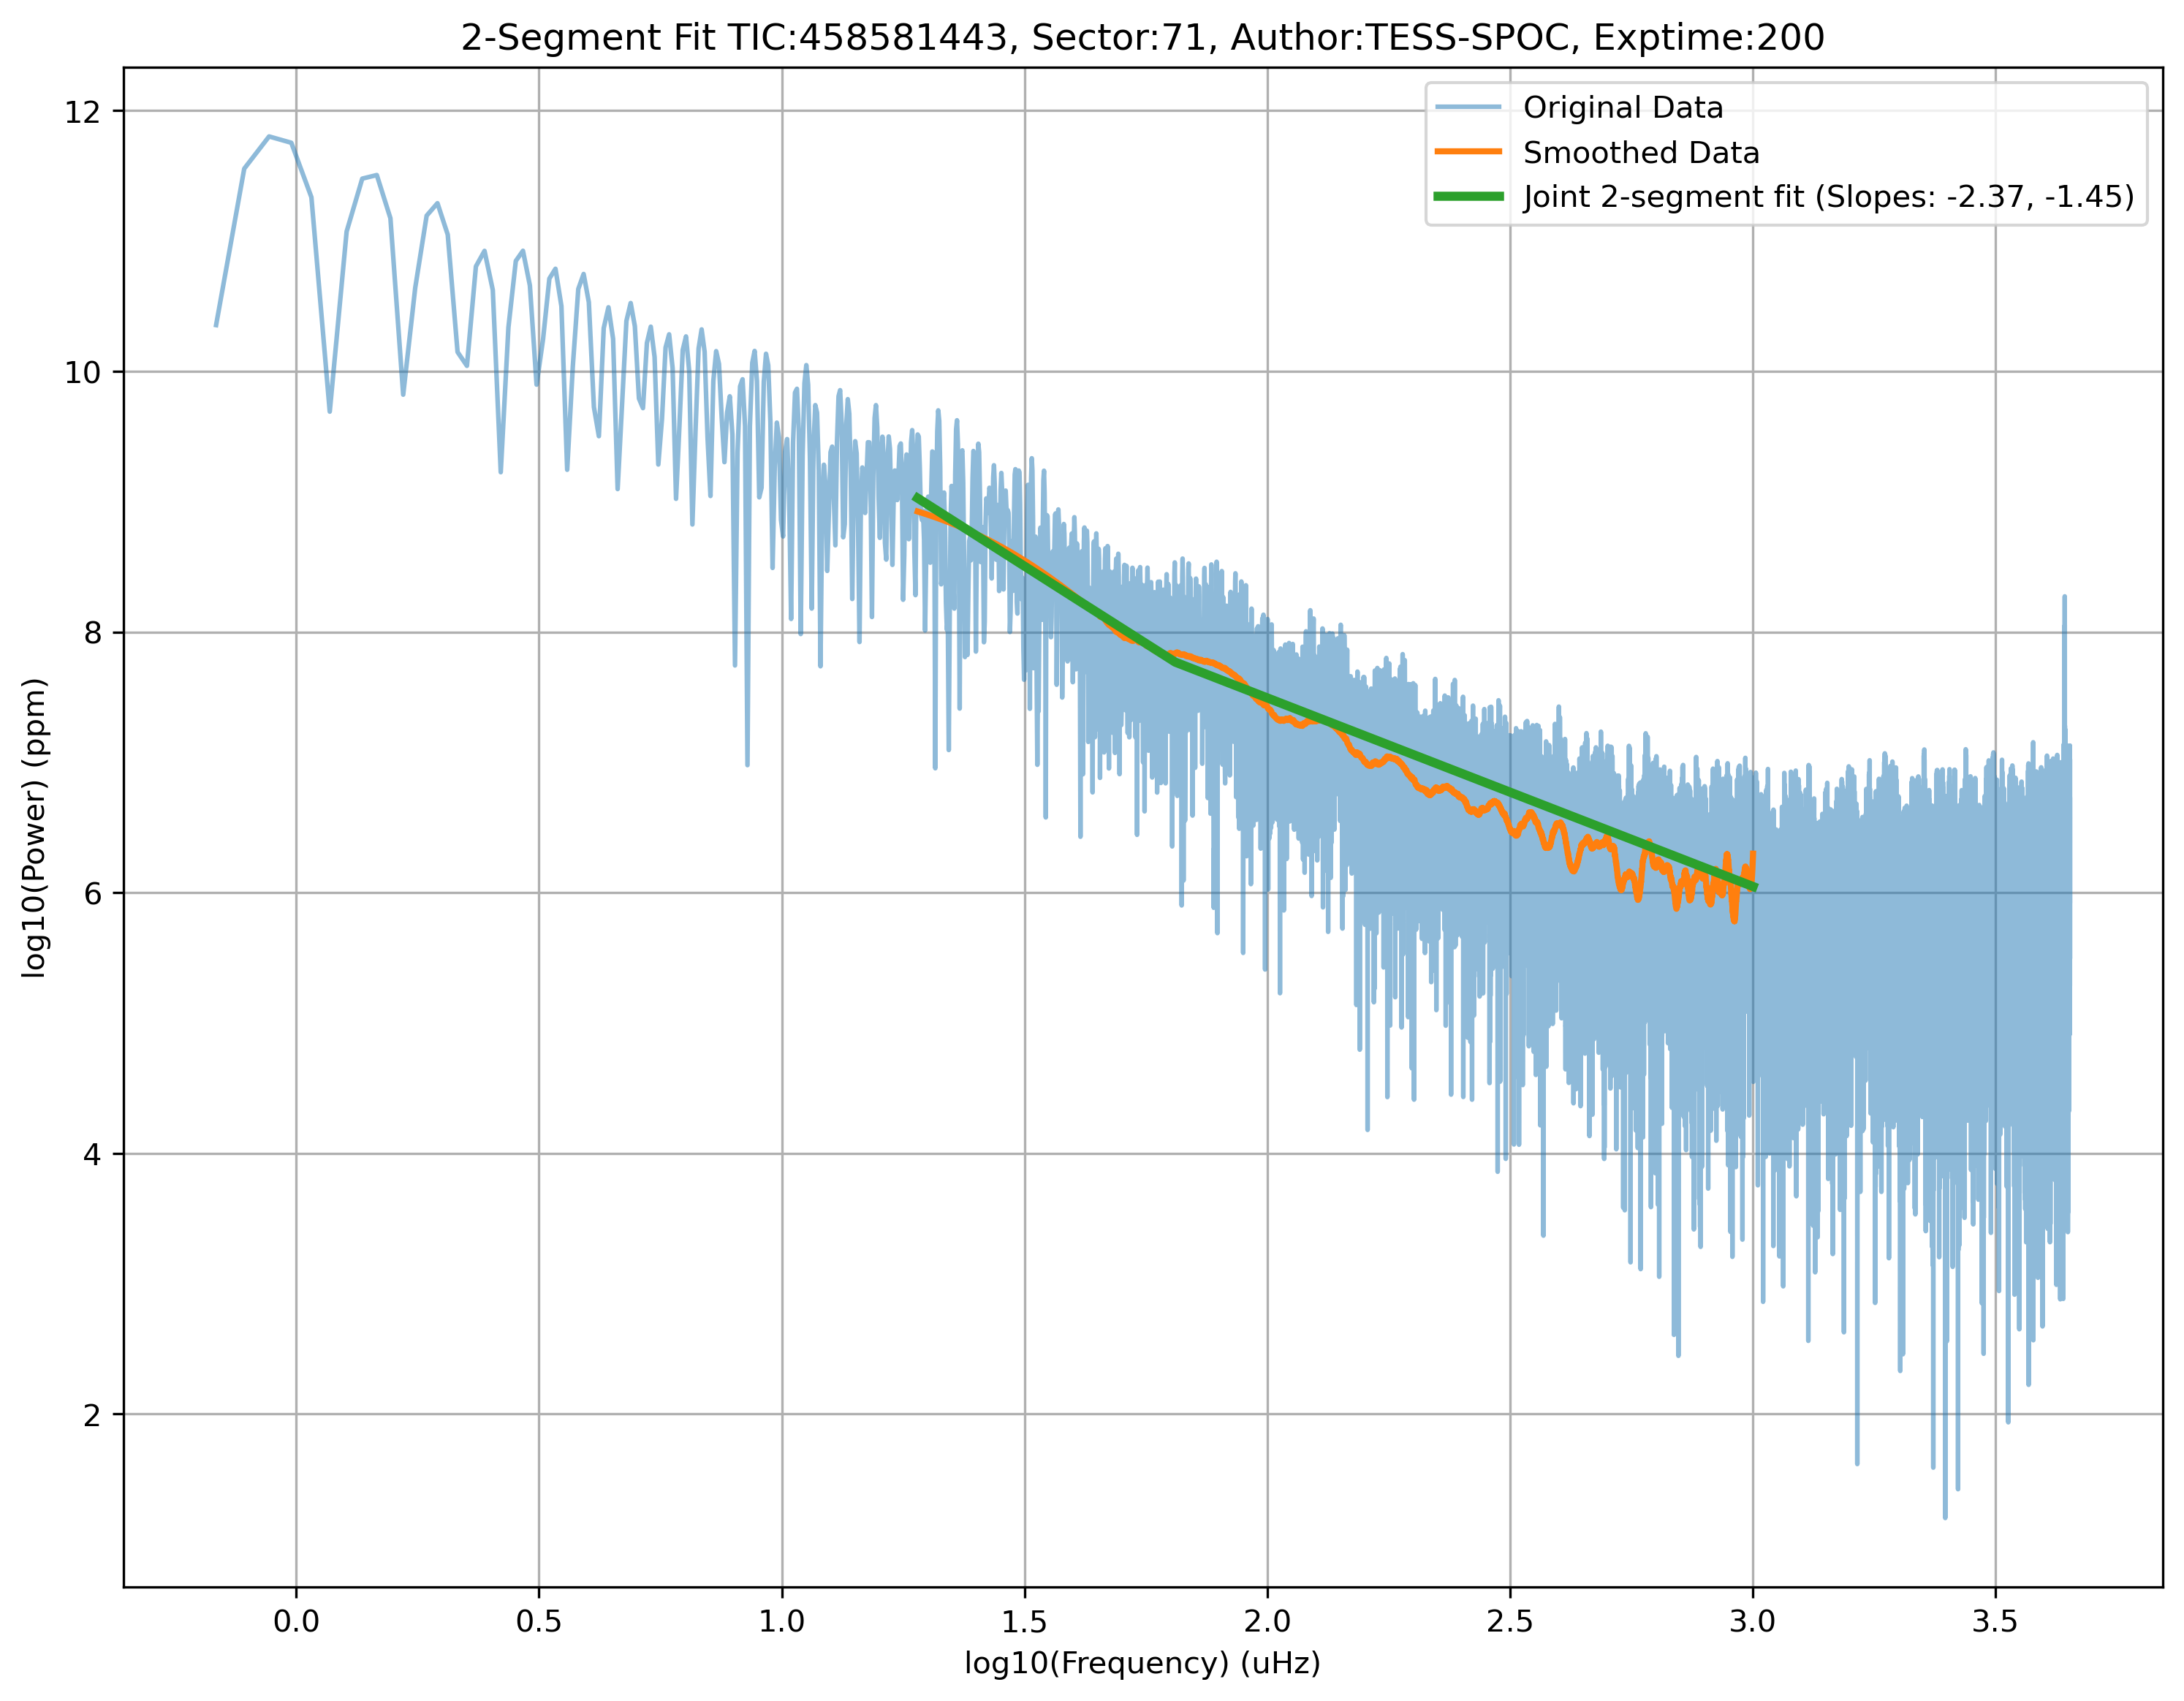 2-Segment Fit TIC:458581443, Sector:71, Author:TESS-SPOC, Exptime:200
Original Data
Smoothed Data
Joint 2-segment fit (Slopes: -2.37, -1.45)
log10(Power) (ppm)
12
10
8
6
4
2
0.0 0.5 1.0 1.5 2.0 2.5 3.0 3.5
log10(Frequency) (uHz)